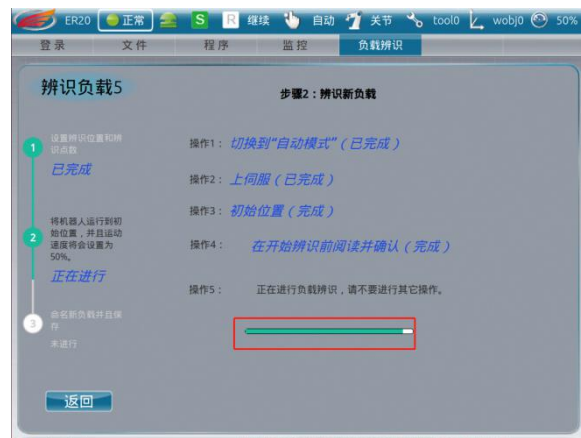 ER20 正常 S R 继续 自动 关节 tool0 wobj0 50%
登录 文件 程序 监控 负载辨识
辨识负载5
步骤2：辨识新负载
1 设置辨识位置和辨
识点数
已完成
操作1： 切换到“自动模式”（已完成）
操作2： 上伺服（已完成）
操作3： 初始位置（完成）
2 将机器人运行到初
始位置，并且运动
速度将会设置为
50%。
正在进行
操作4： 在开始辨识前阅读并确认（完成）
操作5： 正在进行负载辨识，请不要进行其它操作。
3 命名新负载并且保
存
未进行
返回